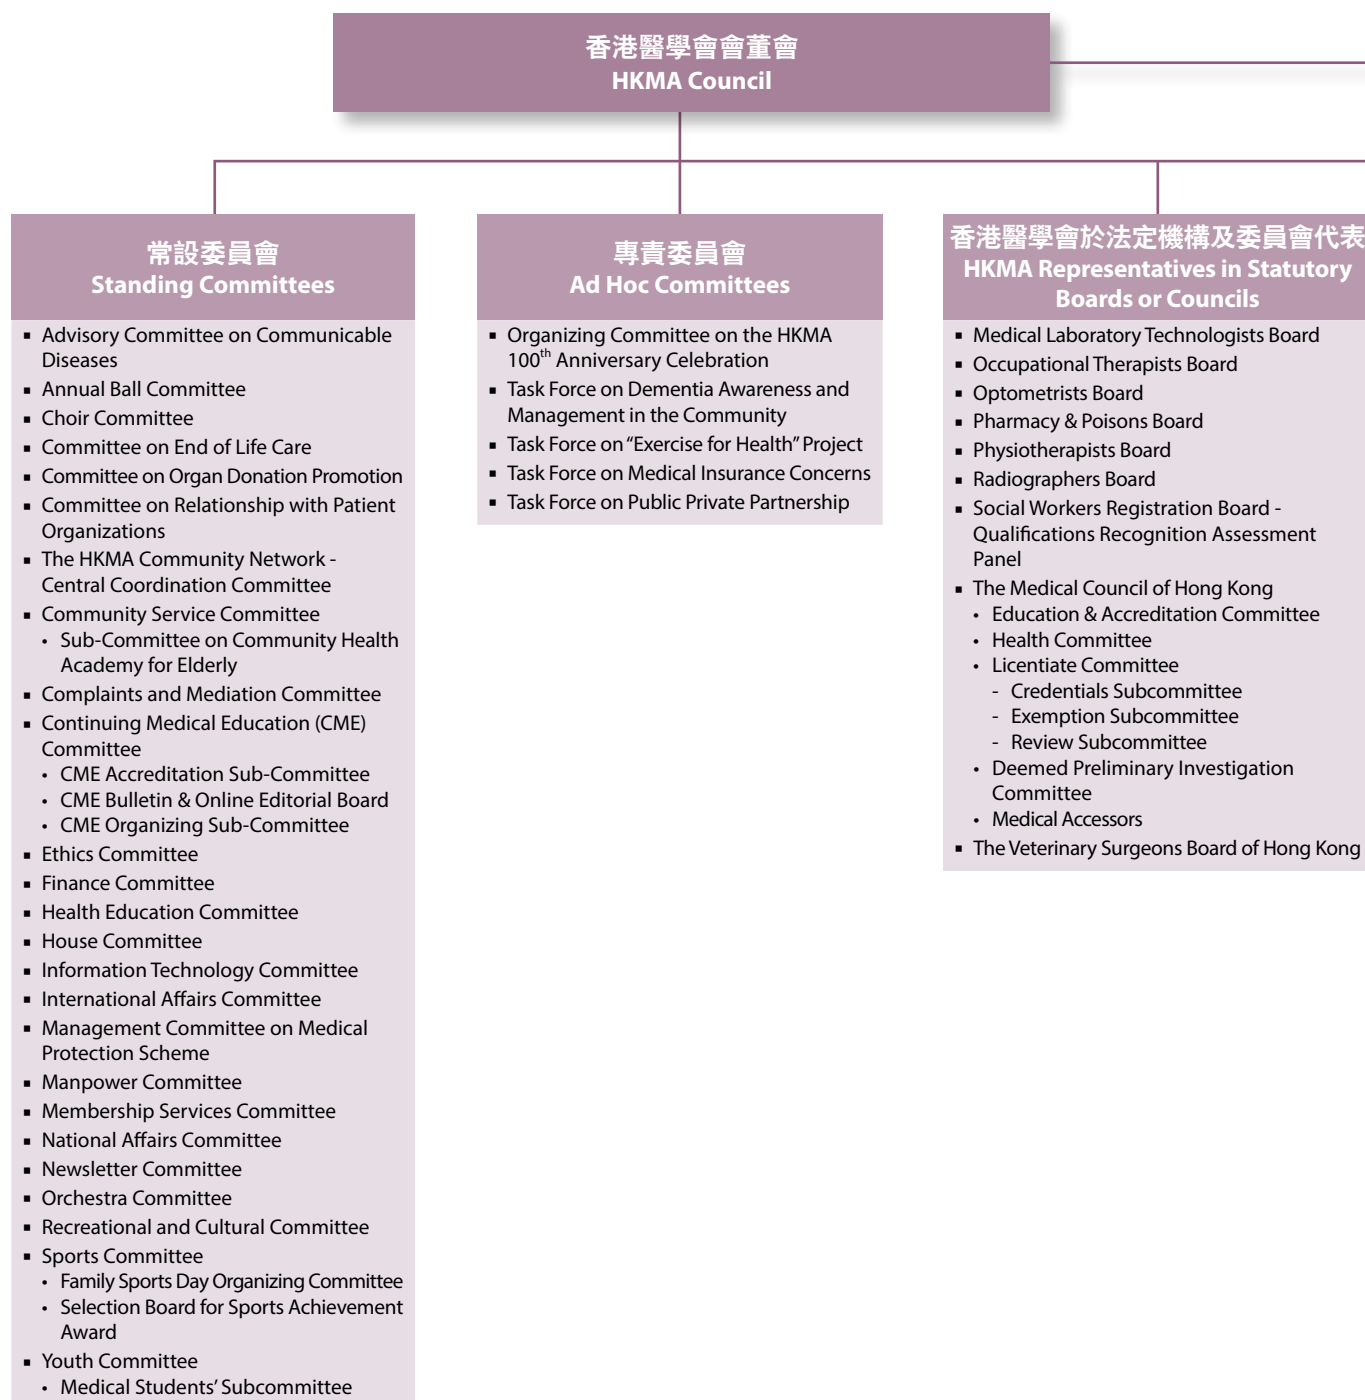 香港醫學會會董會
HKMA Council
常設委員會
Standing Committees
▪ Advisory Committee on Communicable
Diseases
▪ Annual Ball Committee
▪ Choir Committee
▪ Committee on End of Life Care
▪ Committee on Organ Donation Promotion
▪ Committee on Relationship with Patient
Organizations
▪ The HKMA Community Network -
Central Coordination Committee
▪ Community Service Committee
• Sub-Committee on Community Health
Academy for Elderly
▪ Complaints and Mediation Committee
▪ Continuing Medical Education (CME)
Committee
• CME Accreditation Sub-Committee
• CME Bulletin & Online Editorial Board
• CME Organizing Sub-Committee
▪ Ethics Committee
▪ Finance Committee
▪ Health Education Committee
▪ House Committee
▪ Information Technology Committee
▪ International Affairs Committee
▪ Management Committee on Medical
Protection Scheme
▪ Manpower Committee
▪ Membership Services Committee
▪ National Affairs Committee
▪ Newsletter Committee
▪ Orchestra Committee
▪ Recreational and Cultural Committee
▪ Sports Committee
• Family Sports Day Organizing Committee
• Selection Board for Sports Achievement
Award
▪ Youth Committee
• Medical Students' Subcommittee
專責委員會
Ad Hoc Committees
▪ Organizing Committee on the HKMA
100th Anniversary Celebration
▪ Task Force on Dementia Awareness and
Management in the Community
▪ Task Force on “Exercise for Health” Project
▪ Task Force on Medical Insurance Concerns
▪ Task Force on Public Private Partnership
香港醫學會於法定機構及委員會代表
HKMA Representatives in Statutory
Boards or Councils
▪ Medical Laboratory Technologists Board
▪ Occupational Therapists Board
▪ Optometrists Board
▪ Pharmacy & Poisons Board
▪ Physiotherapists Board
▪ Radiographers Board
▪ Social Workers Registration Board -
Qualifications Recognition Assessment
Panel
▪ The Medical Council of Hong Kong
• Education & Accreditation Committee
• Health Committee
• Licentiate Committee
- Credentials Subcommittee
- Exemption Subcommittee
- Review Subcommittee
• Deemed Preliminary Investigation
Committee
• Medical Accessors
▪ The Veterinary Surgeons Board of Hong Kong